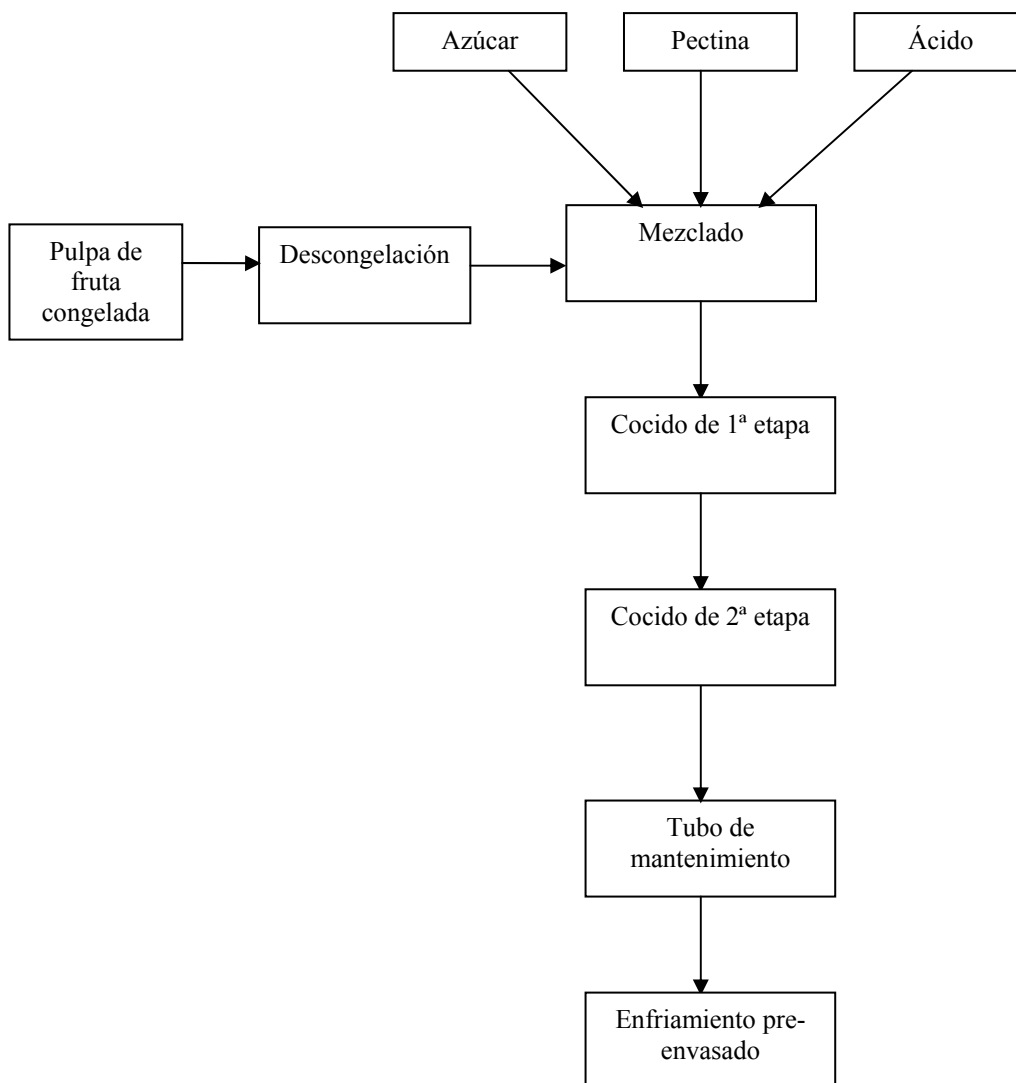 Azúcar
Pectina
Ácido
Mezclado
Pulpa de
fruta
congelada
Descongelación
Cocido de 1ª etapa
Cocido de 2ª etapa
Tubo de
mantenimiento
Enfriamiento pre-
envasado